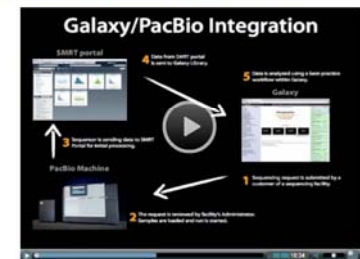 Galaxy/PacBio Integration
SMRT portal
4 Data from SMRT portal
is sent to Galaxy Library.
5 Data is analyzed using a best-practice
workflow within Galaxy.
Galaxy
3 Sequencer is sending data to SMRT
Portal for initial processing.
PacBio Machine
1 Sequencing request is submitted by a
customer of a sequencing facility.
2 The request is reviewed by facility's Administrator.
Samples are loaded and run is started.